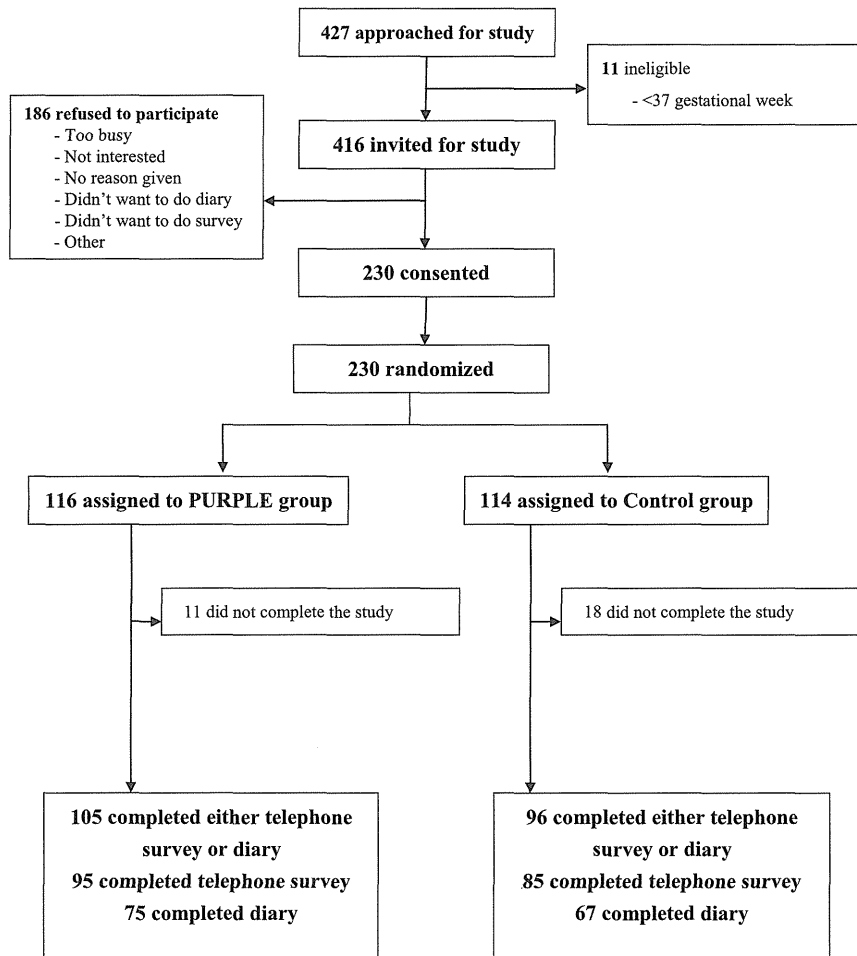 427 approached for study
11 ineligible
- <37 gestational week
186 refused to participate
- Too busy
- Not interested
- No reason given
- Didn't want to do diary
- Didn't want to do survey
- Other
416 invited for study
230 consented
230 randomized
116 assigned to PURPLE group
114 assigned to Control group
11 did not complete the study
18 did not complete the study
105 completed either telephone
survey or diary
95 completed telephone survey
75 completed diary
96 completed either telephone
survey or diary
85 completed telephone survey
67 completed diary